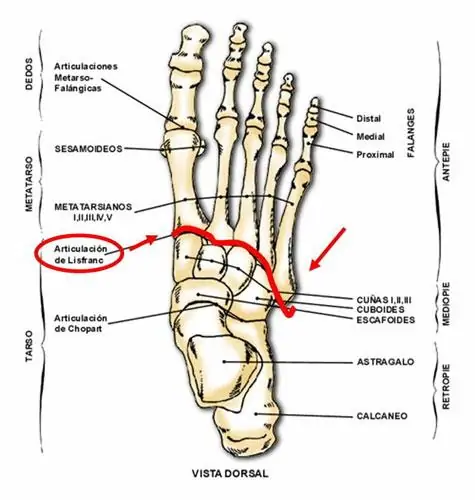 DEDOS
METATARSO
TARSO
Articulaciones
Metarso-
Falángicas
SESAMOIDEOS
METATARSIANOS
I,II,III,IV,V
Articulación
de Lisfranc
Articulación
de Chopart
Distal
Medial
Proximal
FALANGES
CUÑAS I,II,III
CUBOIDES
ESCAFOIDES
ASTRAGALO
CALCANEO
ANTEPIE
MEDIOPIE
RETROPIE
VISTA DORSAL